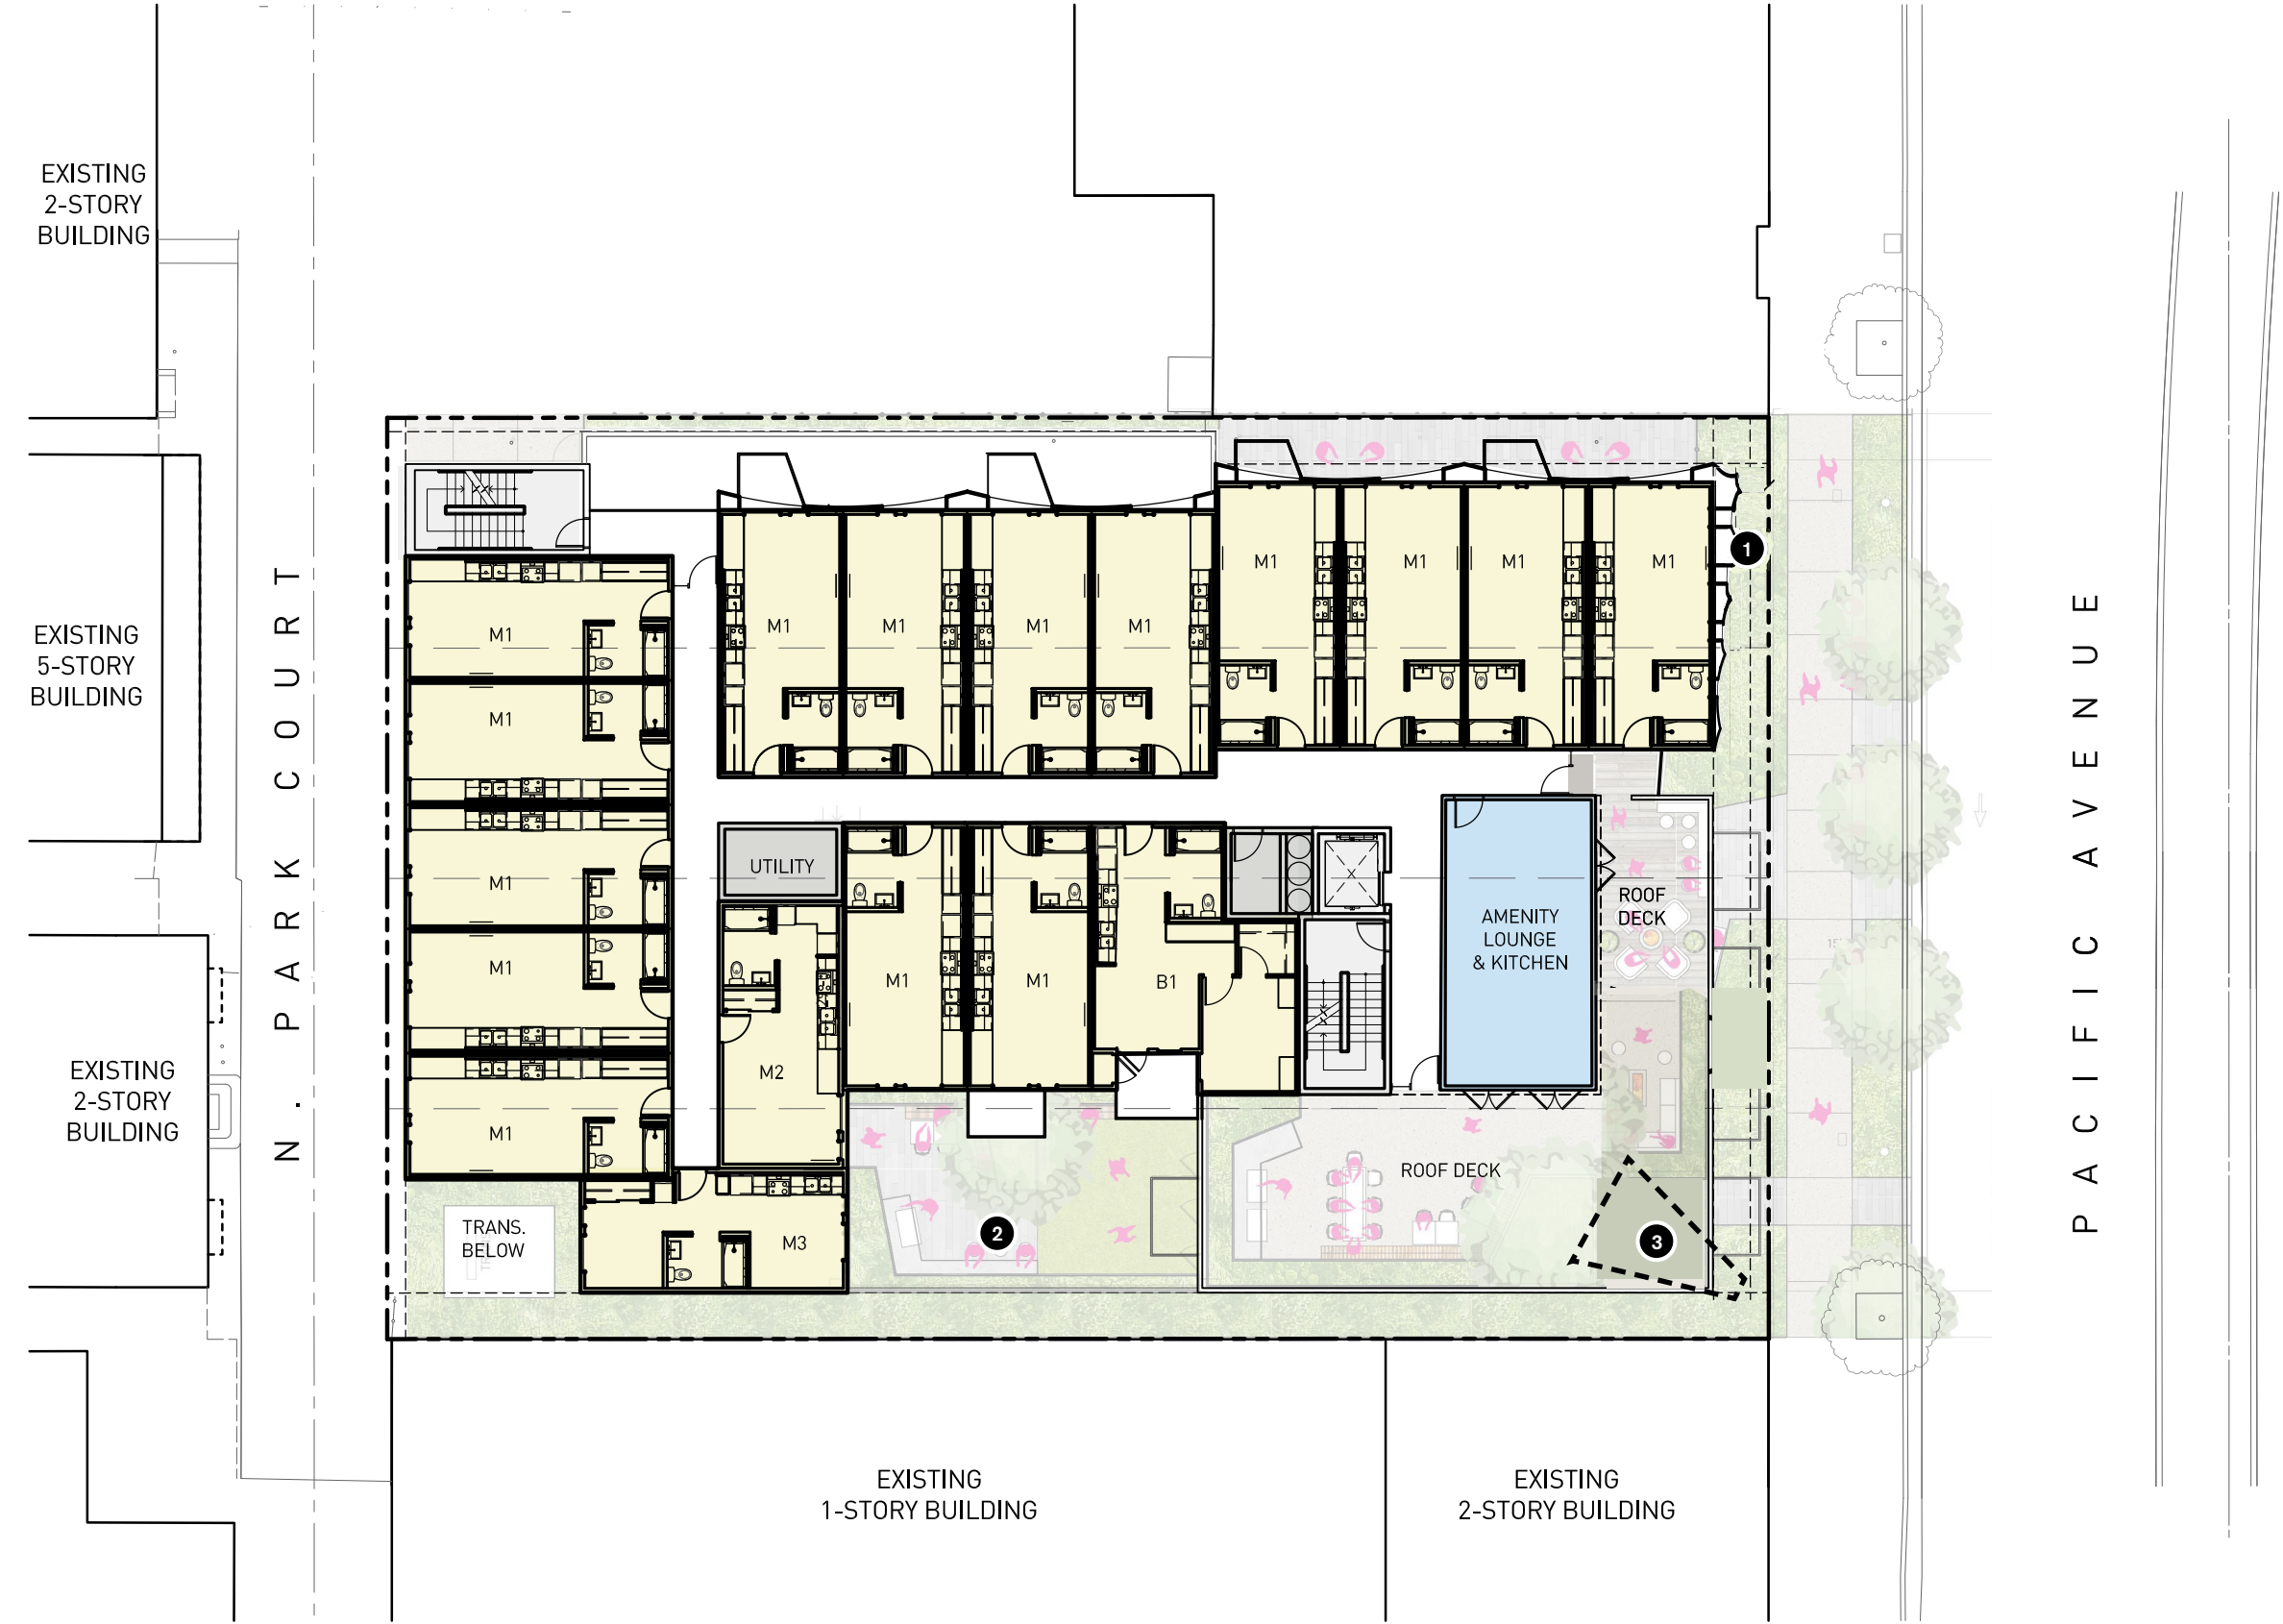 EXISTING
2-STORY
BUILDING
EXISTING
5-STORY
BUILDING
EXISTING
2-STORY
BUILDING
N. PARK COURT
M1
M1
M1
M1
M1
M1
M1
M1
M1
M1
M1
M1
M1
UTILITY
M2
M1
M1
B1
M3
TRANS.
BELOW
AMENITY
LOUNGE
& KITCHEN
ROOF
DECK
ROOF DECK
1
2
3
PACIFIC AVENUE
EXISTING
1-STORY BUILDING
EXISTING
2-STORY BUILDING